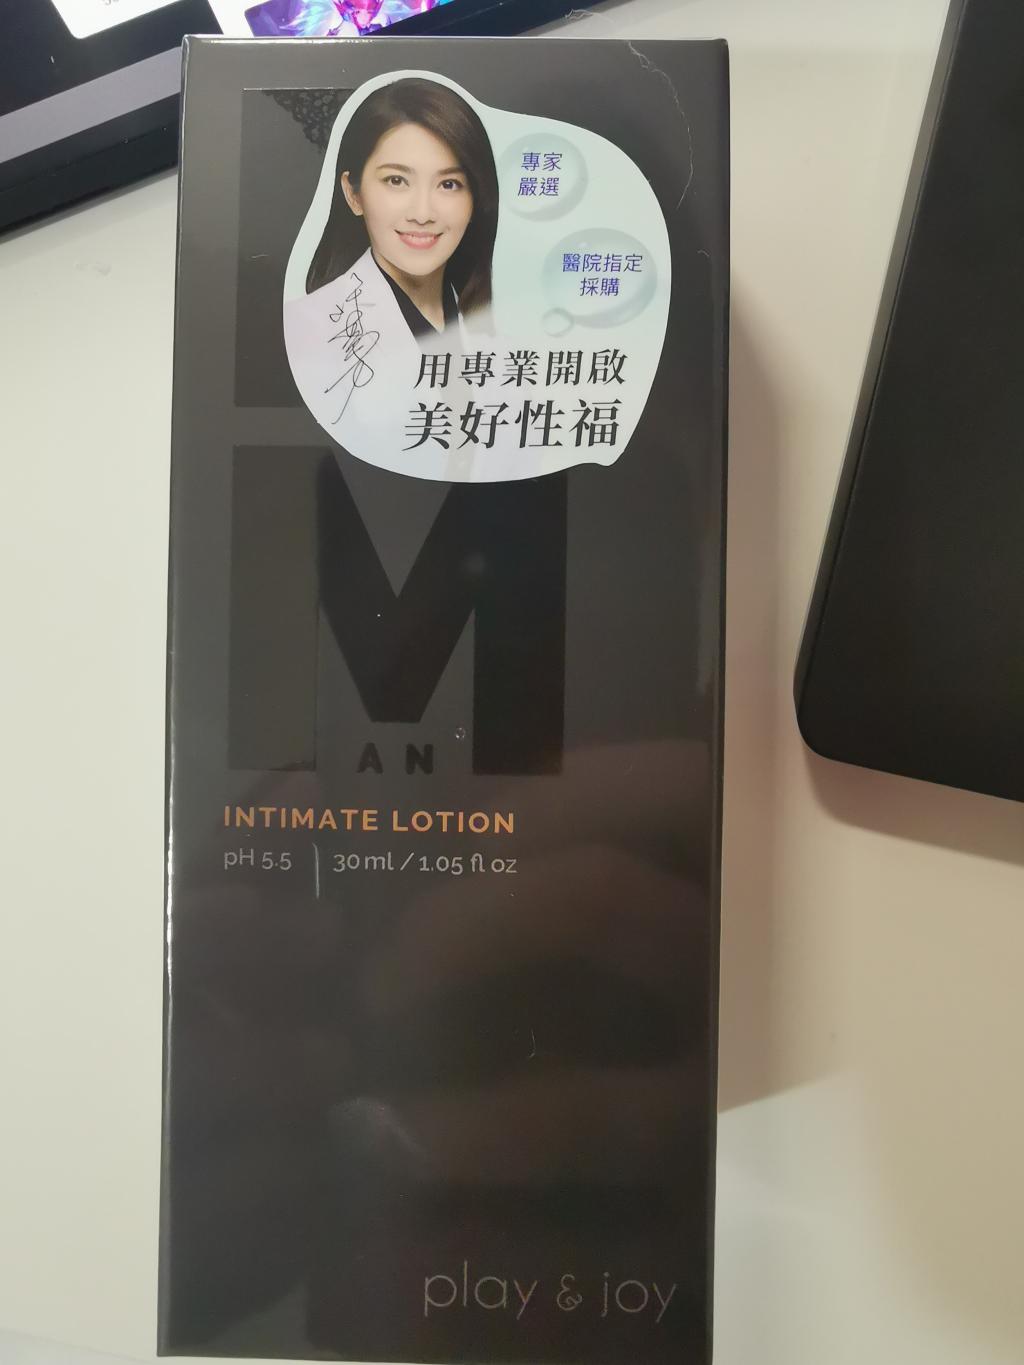 專家
嚴選
醫院指定
採購
用專業開啟
美好性福
M
AN
INTIMATE LOTION
pH 5.5 | 30 ml / 1.05 fl oz
play & joy